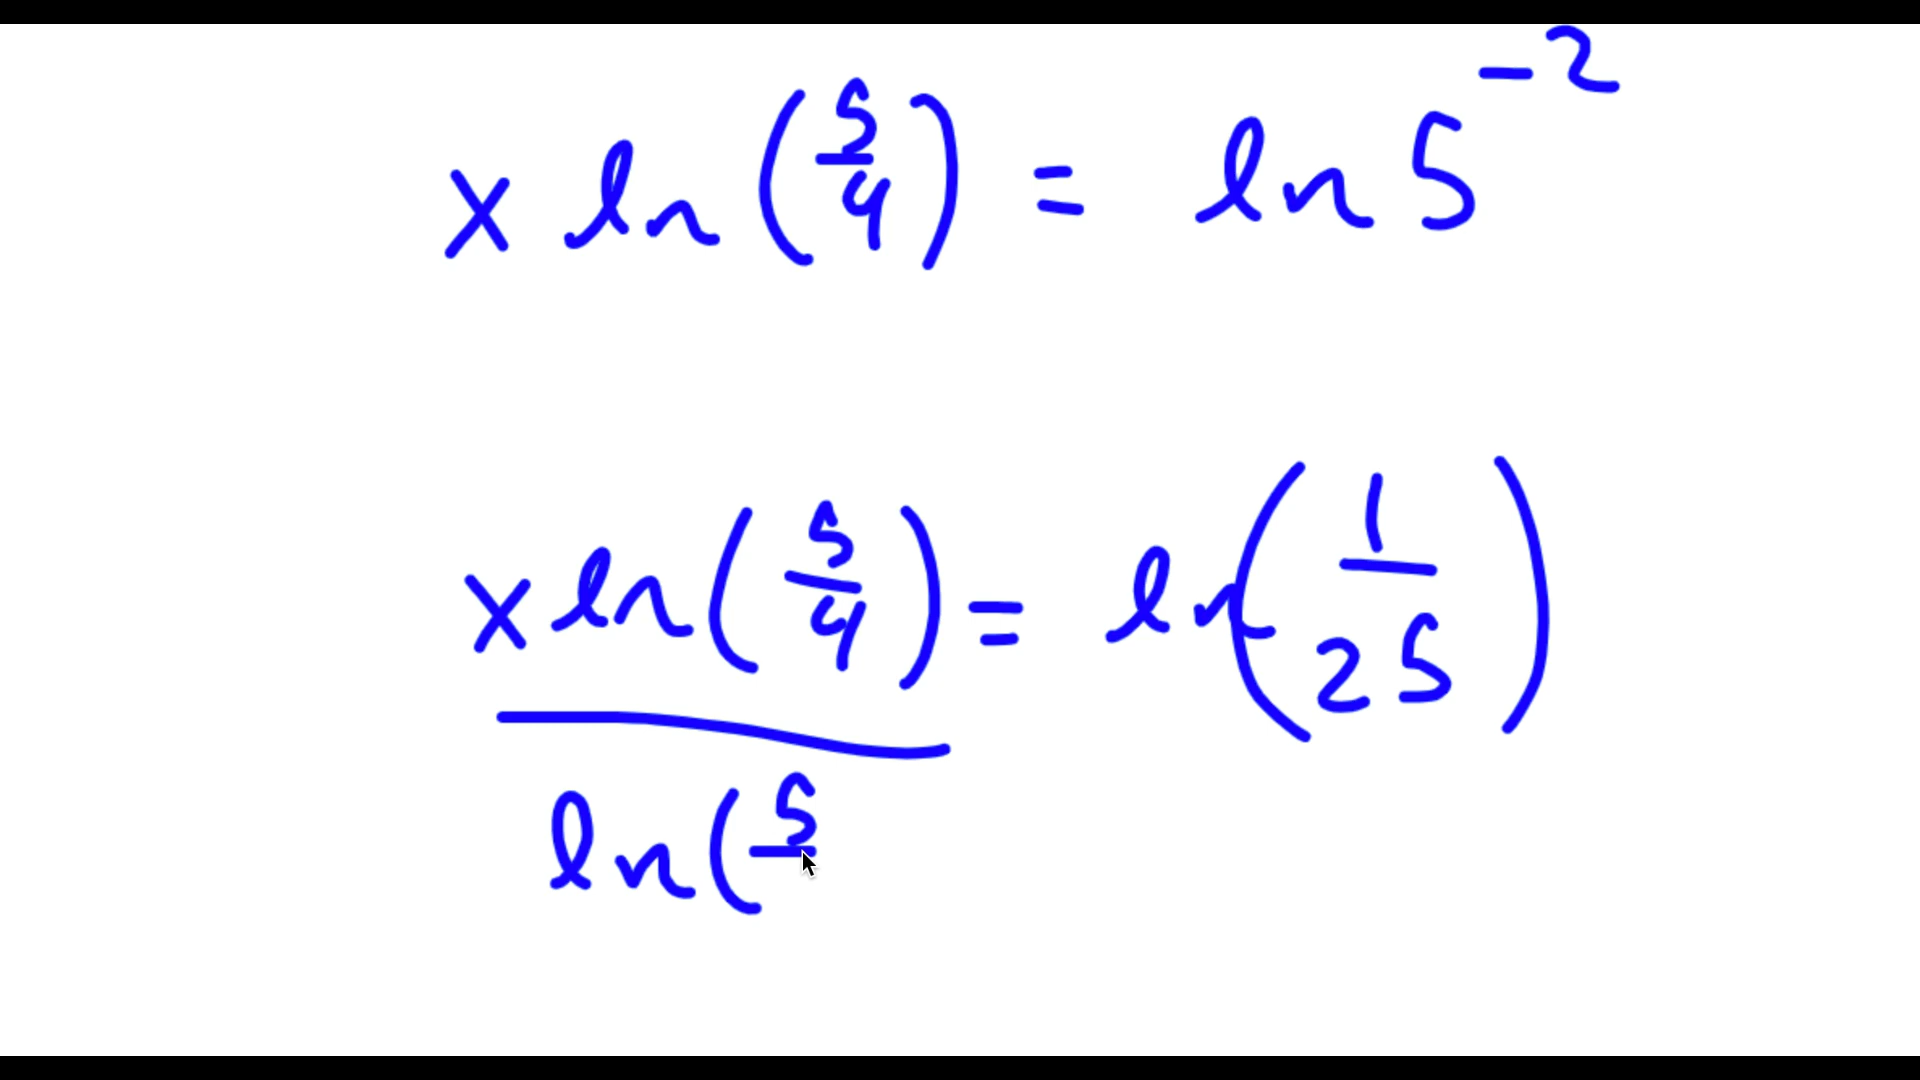 x ln (5/4) = ln 5^-2
x ln (5/4) = ln (1/25)
ln (5/